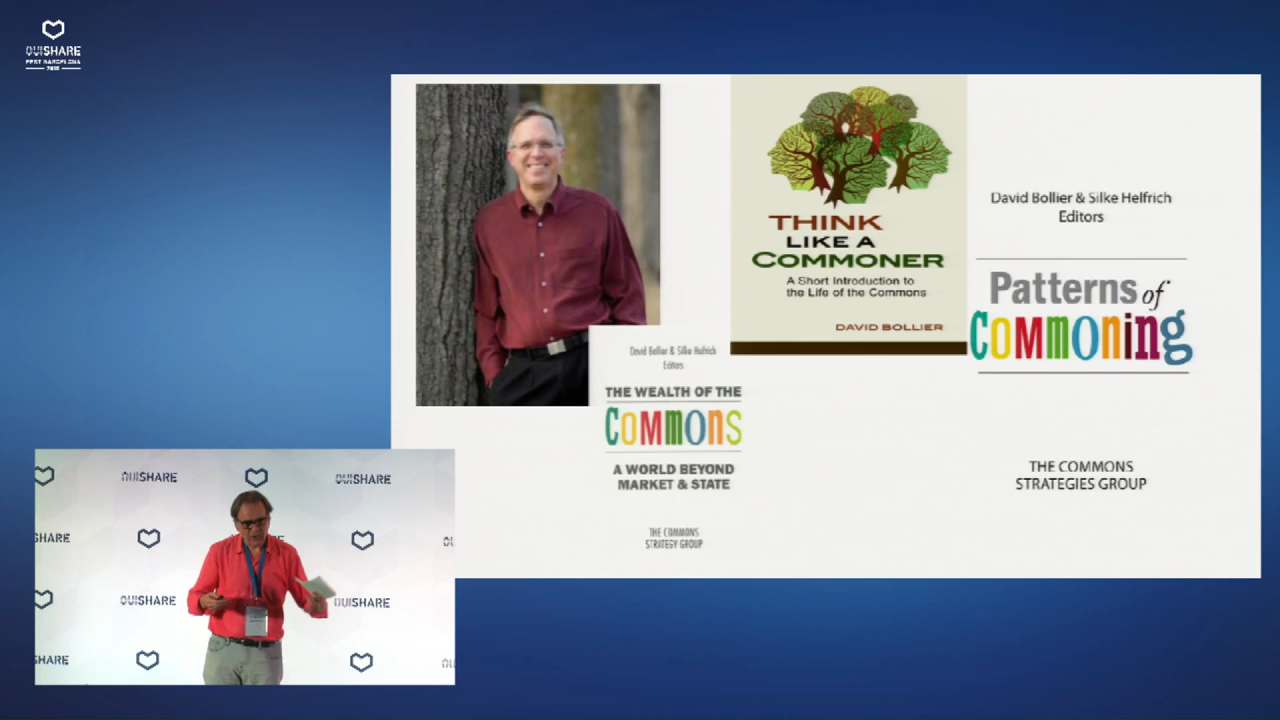 OUISHARE
FEST BARCELONA
THINK
LIKE A
COMMONER
A Short Introduction to
the Life of the Commons
DAVID BOLLIER
David Bollier & Silke Helfrich
Editors
Patterns of
COMMONING
THE COMMONS
STRATEGIES GROUP
David Bollier & Silke Helfrich
Editors
THE WEALTH OF THE
COMMONS
A WORLD BEYOND
MARKET & STATE
THE COMMONS
STRATEGY GROUP
OUISHARE
OUISHARE
SHARE
OUISHARE
OUISHARE
SHARE